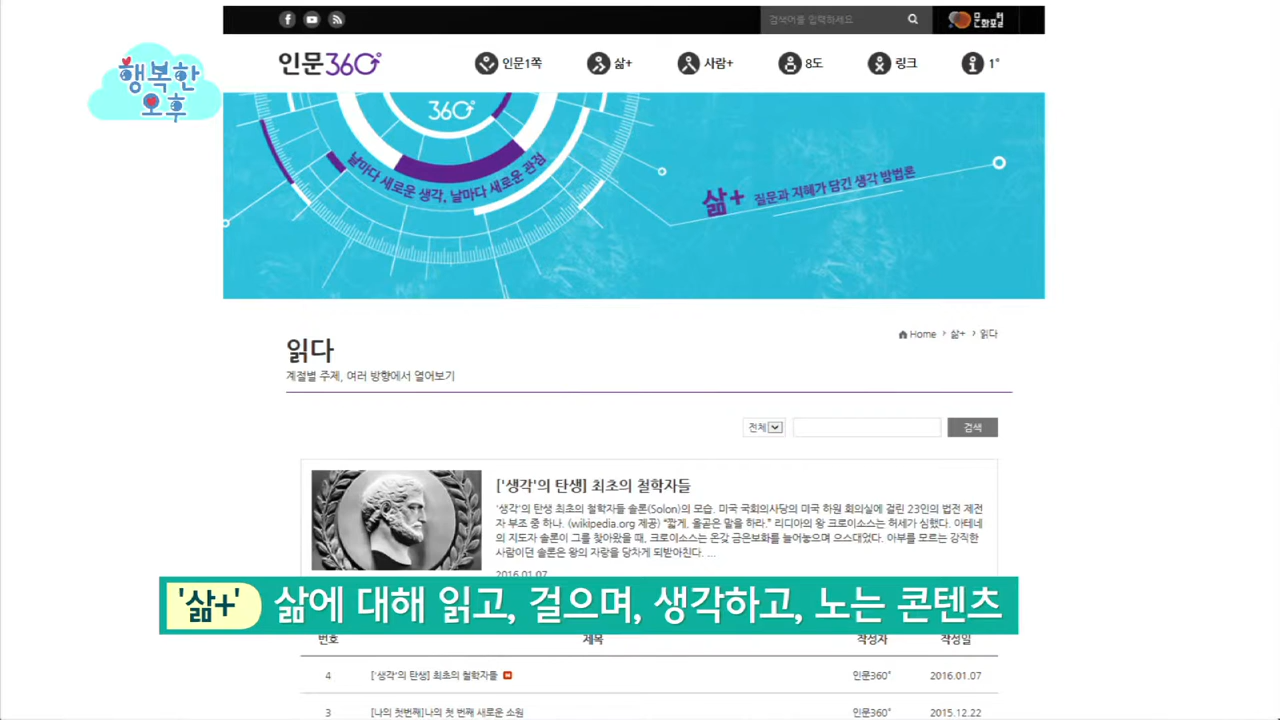 검색어를 입력하세요
문화포털
행복한
오후
인문360°
인문1쪽
삶+
사람+
8도
링크
1°
360°
날마다 새로운 생각, 날마다 새로운 관점
삶+ 질문과 지혜가 담긴 생각 방법론
Home > 삶+ > 읽다
읽다
계절별 주제, 여러 방향에서 열어보기
전체
검색
['생각'의 탄생] 최초의 철학자들
'생각'의 탄생 최초의 철학자들 솔론(Solon)의 모습. 미국 국회의사당의 미국 하원 회의실에 걸린 23인의 법전 제전
자 부조 중 하나. (wikipedia.org 제공) “짧게, 올곧은 말을 하라.” 리디아의 왕 크로이소스는 허세가 심했다. 아테네
의 지도자 솔론이 그를 찾아왔을 때, 크로이소스는 온갖 금은보화를 늘어놓으며 으스대었다. 아부를 모르는 강직한
사람이던 솔론은 왕의 자랑을 당차게 되받아친다. ...
2016.01.07
'삶+' 삶에 대해 읽고, 걸으며, 생각하고, 노는 콘텐츠
번호 제목 작성자 작성일
4 ['생각'의 탄생] 최초의 철학자들 인문360° 2016.01.07
3 [나의 첫번째]나의 첫 번째 새로운 소원 인문360° 2015.12.22